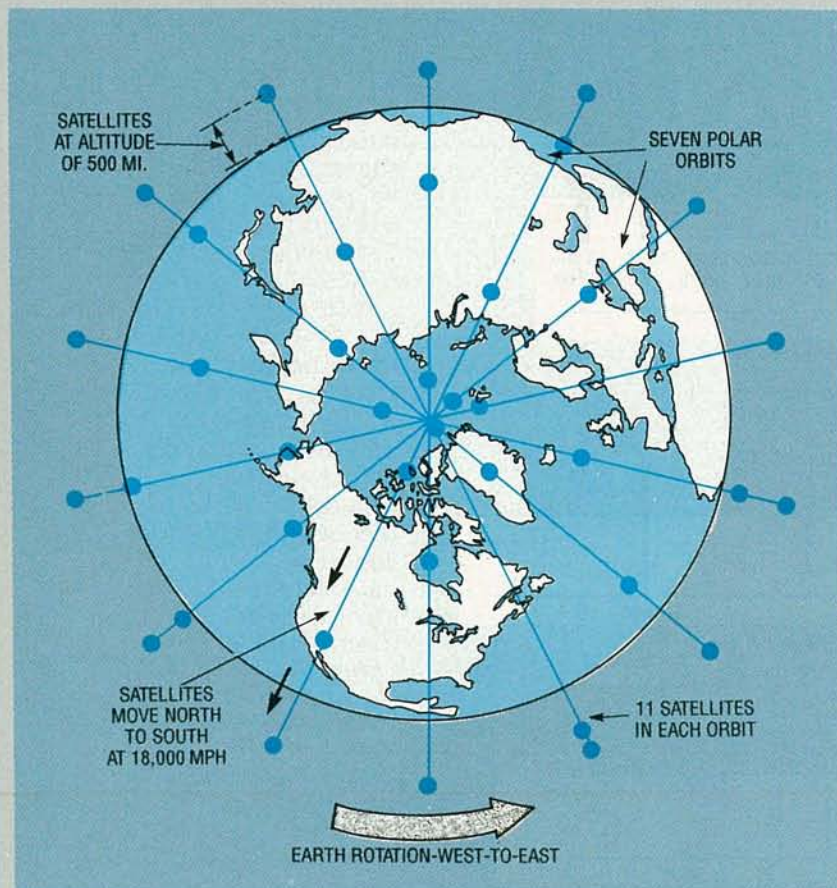 SATELLITES
AT ALTITUDE
OF 500 MI.
SEVEN POLAR
ORBITS
SATELLITES
MOVE NORTH
TO SOUTH
AT 18,000 MPH
11 SATELLITES
IN EACH ORBIT
EARTH ROTATION-WEST-TO-EAST